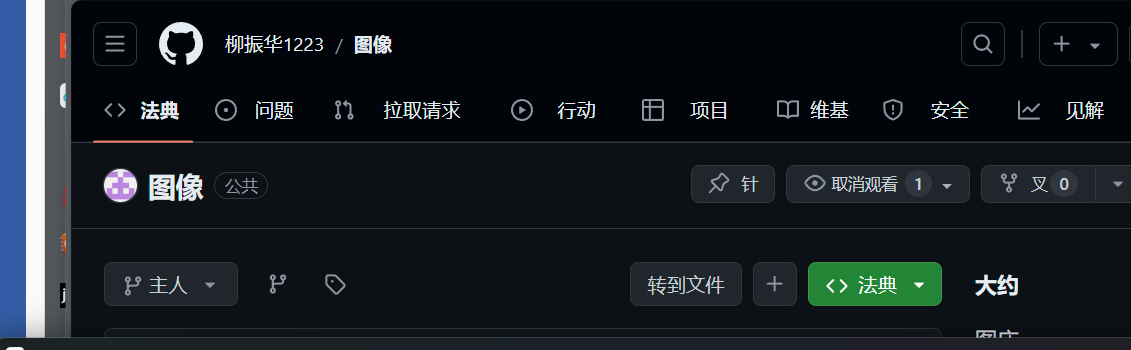 柳振华1223 / 图像
法典 问题 拉取请求 行动 项目 维基 安全 见解
图像 公共 针 取消观看 1 叉 0
主人 转到文件 法典 大约